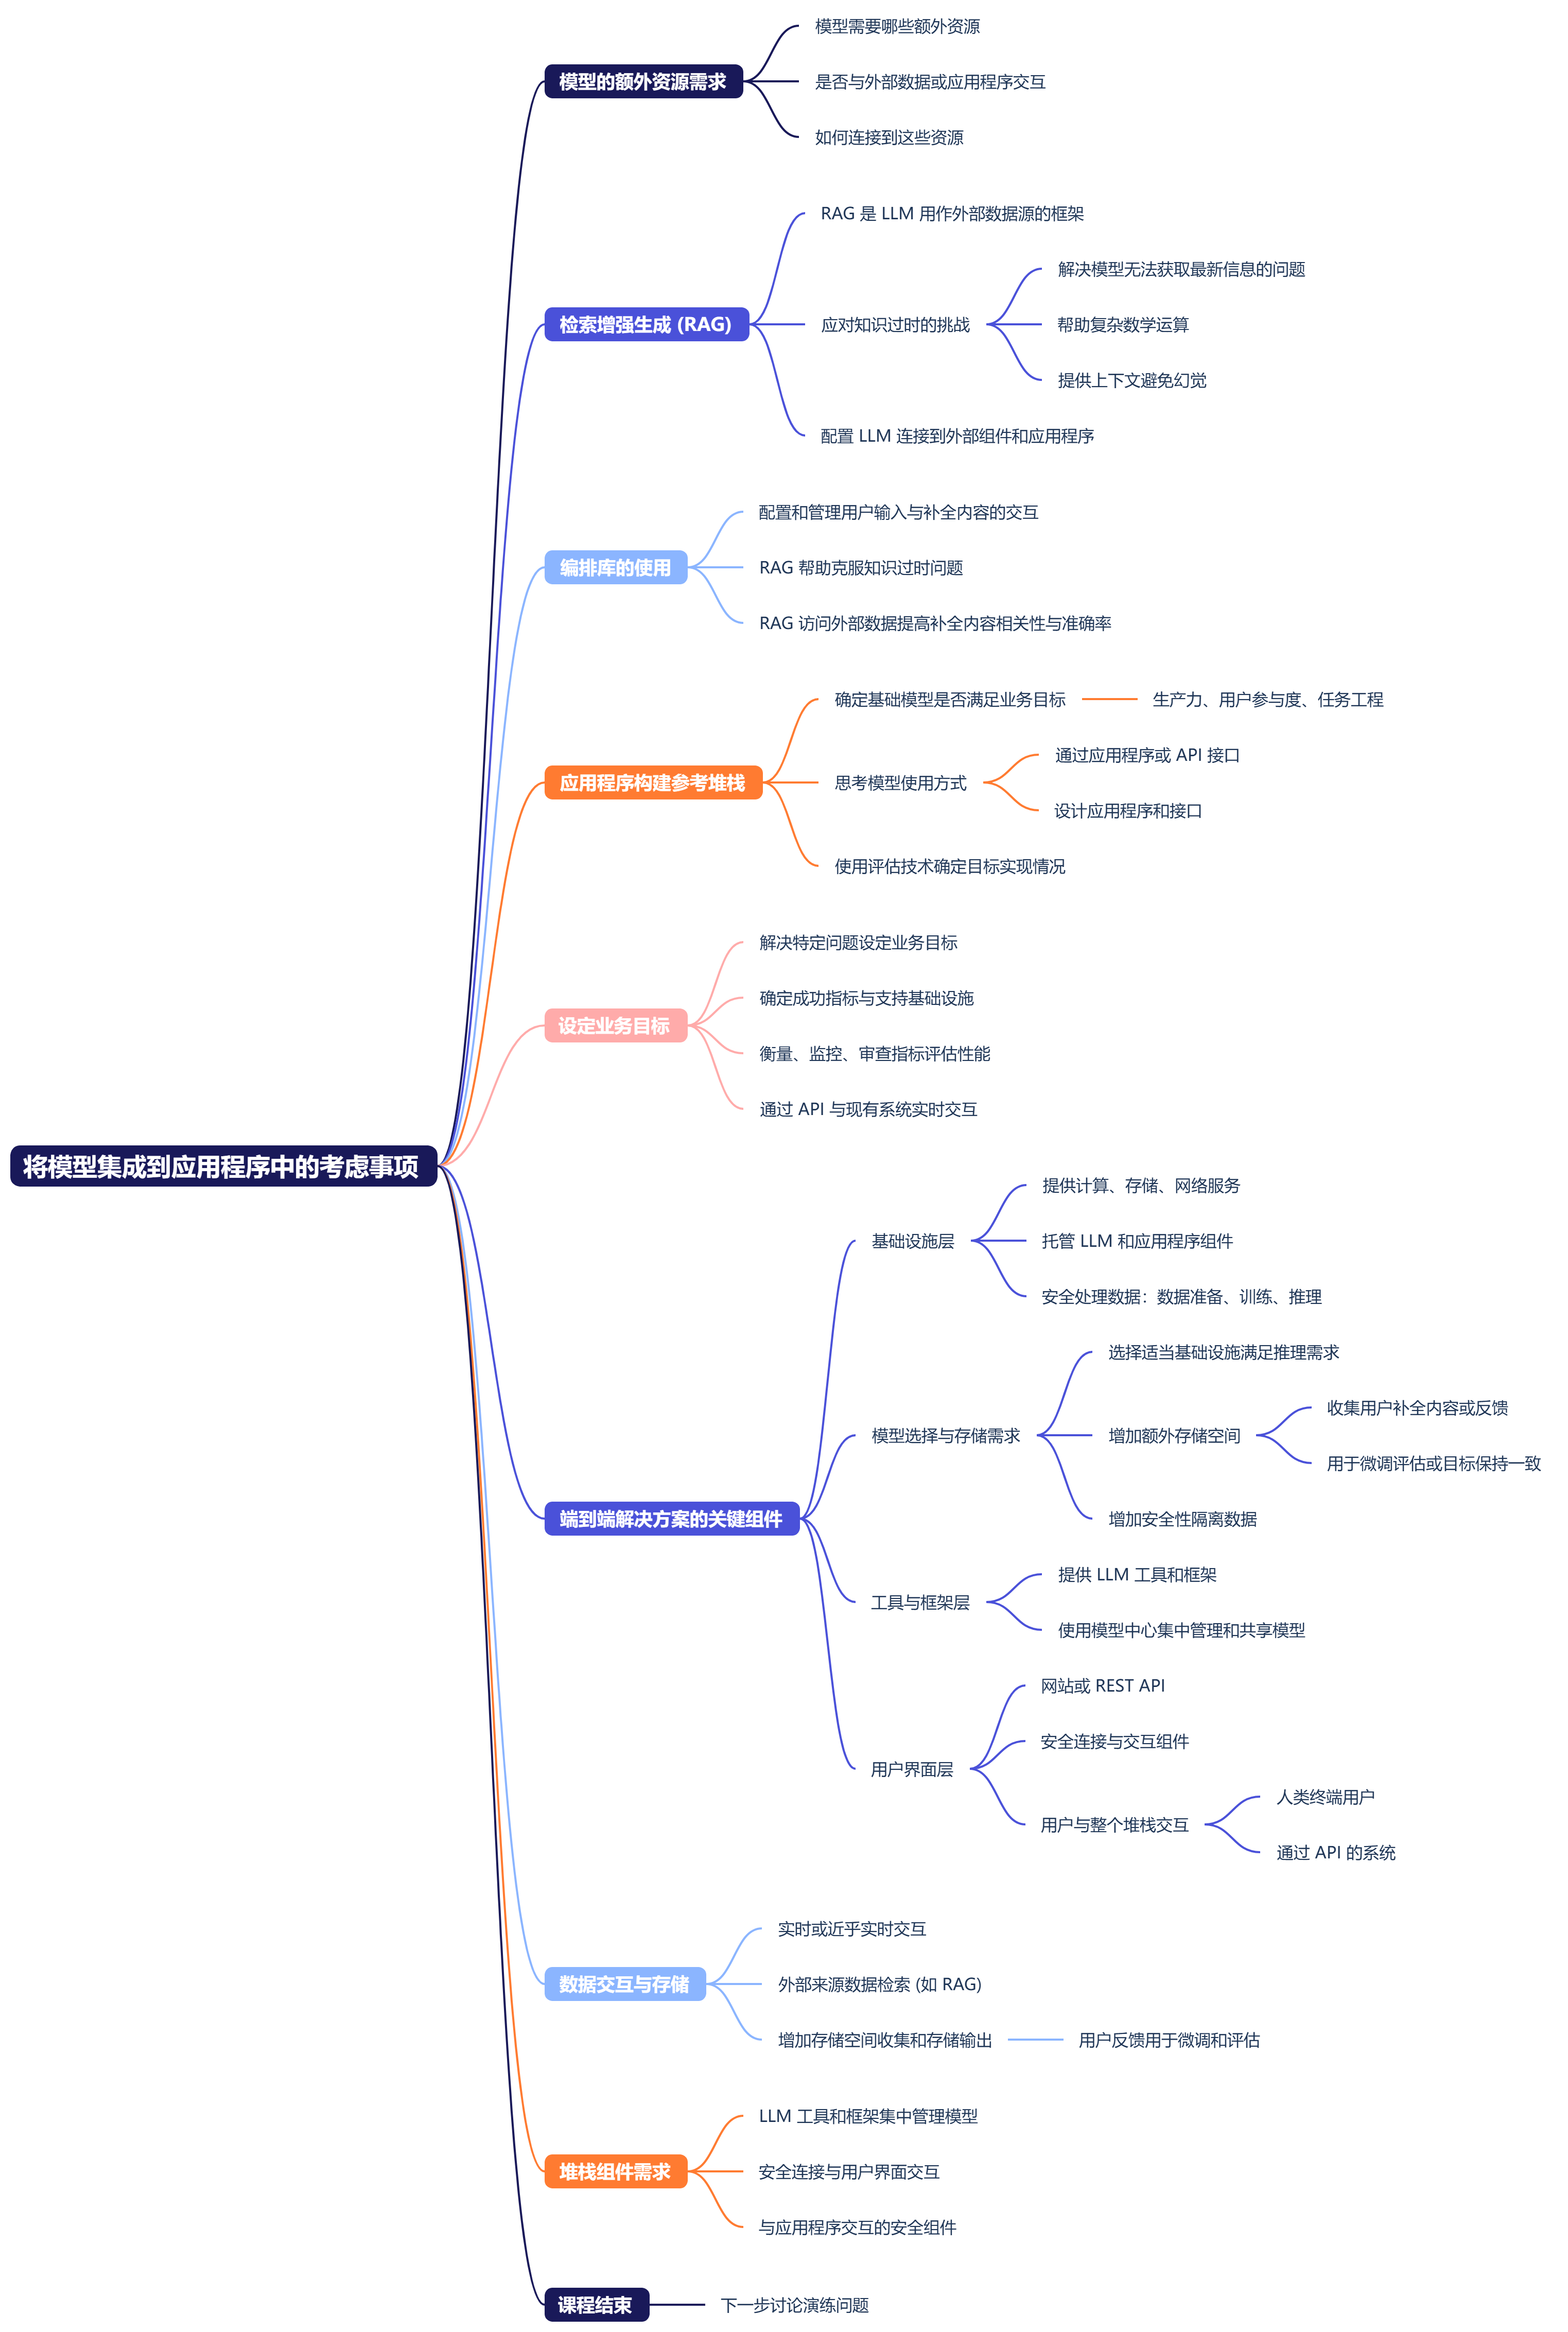 模型需要哪些额外资源
模型的额外资源需求
是否与外部数据或应用程序交互
如何连接到这些资源
RAG 是 LLM 用作外部数据源的框架
解决模型无法获取最新信息的问题
检索增强生成 (RAG)
应对知识过时的挑战
帮助复杂数学运算
提供上下文避免幻觉
配置 LLM 连接到外部组件和应用程序
配置和管理用户输入与补全内容的交互
编排库的使用
RAG 帮助克服知识过时问题
RAG 访问外部数据提高补全内容相关性与准确率
确定基础模型是否满足业务目标
生产力、用户参与度、任务工程
应用程序构建参考堆栈
思考模型使用方式
通过应用程序或 API 接口
设计应用程序和接口
使用评估技术确定目标实现情况
解决特定问题设定业务目标
确定成功指标与支持基础设施
设定业务目标
衡量、监控、审查指标评估性能
通过 API 与现有系统实时交互
将模型集成到应用程序中的考虑事项
基础设施层
提供计算、存储、网络服务
托管 LLM 和应用程序组件
安全处理数据：数据准备、训练、推理
模型选择与存储需求
选择适当基础设施满足推理需求
增加额外存储空间
收集用户补全内容或反馈
用于微调评估或目标保持一致
增加安全性隔离数据
端到端解决方案的关键组件
工具与框架层
提供 LLM 工具和框架
使用模型中心集中管理和共享模型
用户界面层
网站或 REST API
安全连接与交互组件
用户与整个堆栈交互
人类终端用户
通过 API 的系统
实时或近乎实时交互
数据交互与存储
外部来源数据检索 (如 RAG)
增加存储空间收集和存储输出
用户反馈用于微调和评估
LLM 工具和框架集中管理模型
堆栈组件需求
安全连接与用户界面交互
与应用程序交互的安全组件
课程结束
下一步讨论演练问题